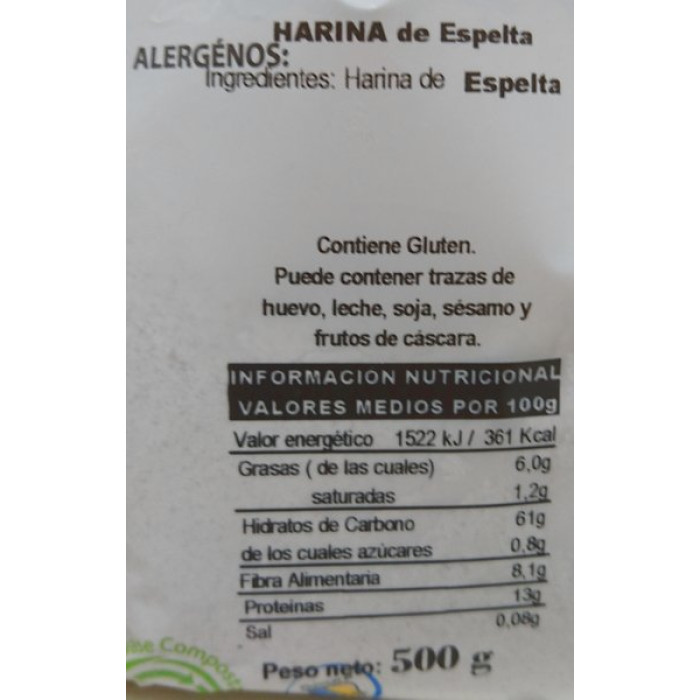 HARINA de Espelta
ALERGÉNOS:
Ingredientes: Harina de Espelta
Contiene Gluten.
Puede contener trazas de
huevo, leche, soja, sésamo y
frutos de cáscara.
INFORMACION NUTRICIONAL
VALORES MEDIOS POR 100g
Valor energético 1522 kJ / 361 Kcal
Grasas ( de las cuales) 6,0g
saturadas 1,2g
Hidratos de Carbono 61g
de los cuales azúcares 0,8g
Fibra Alimentaria 8,1g
Proteinas 13g
Sal 0,08g
Peso neto: 500 g